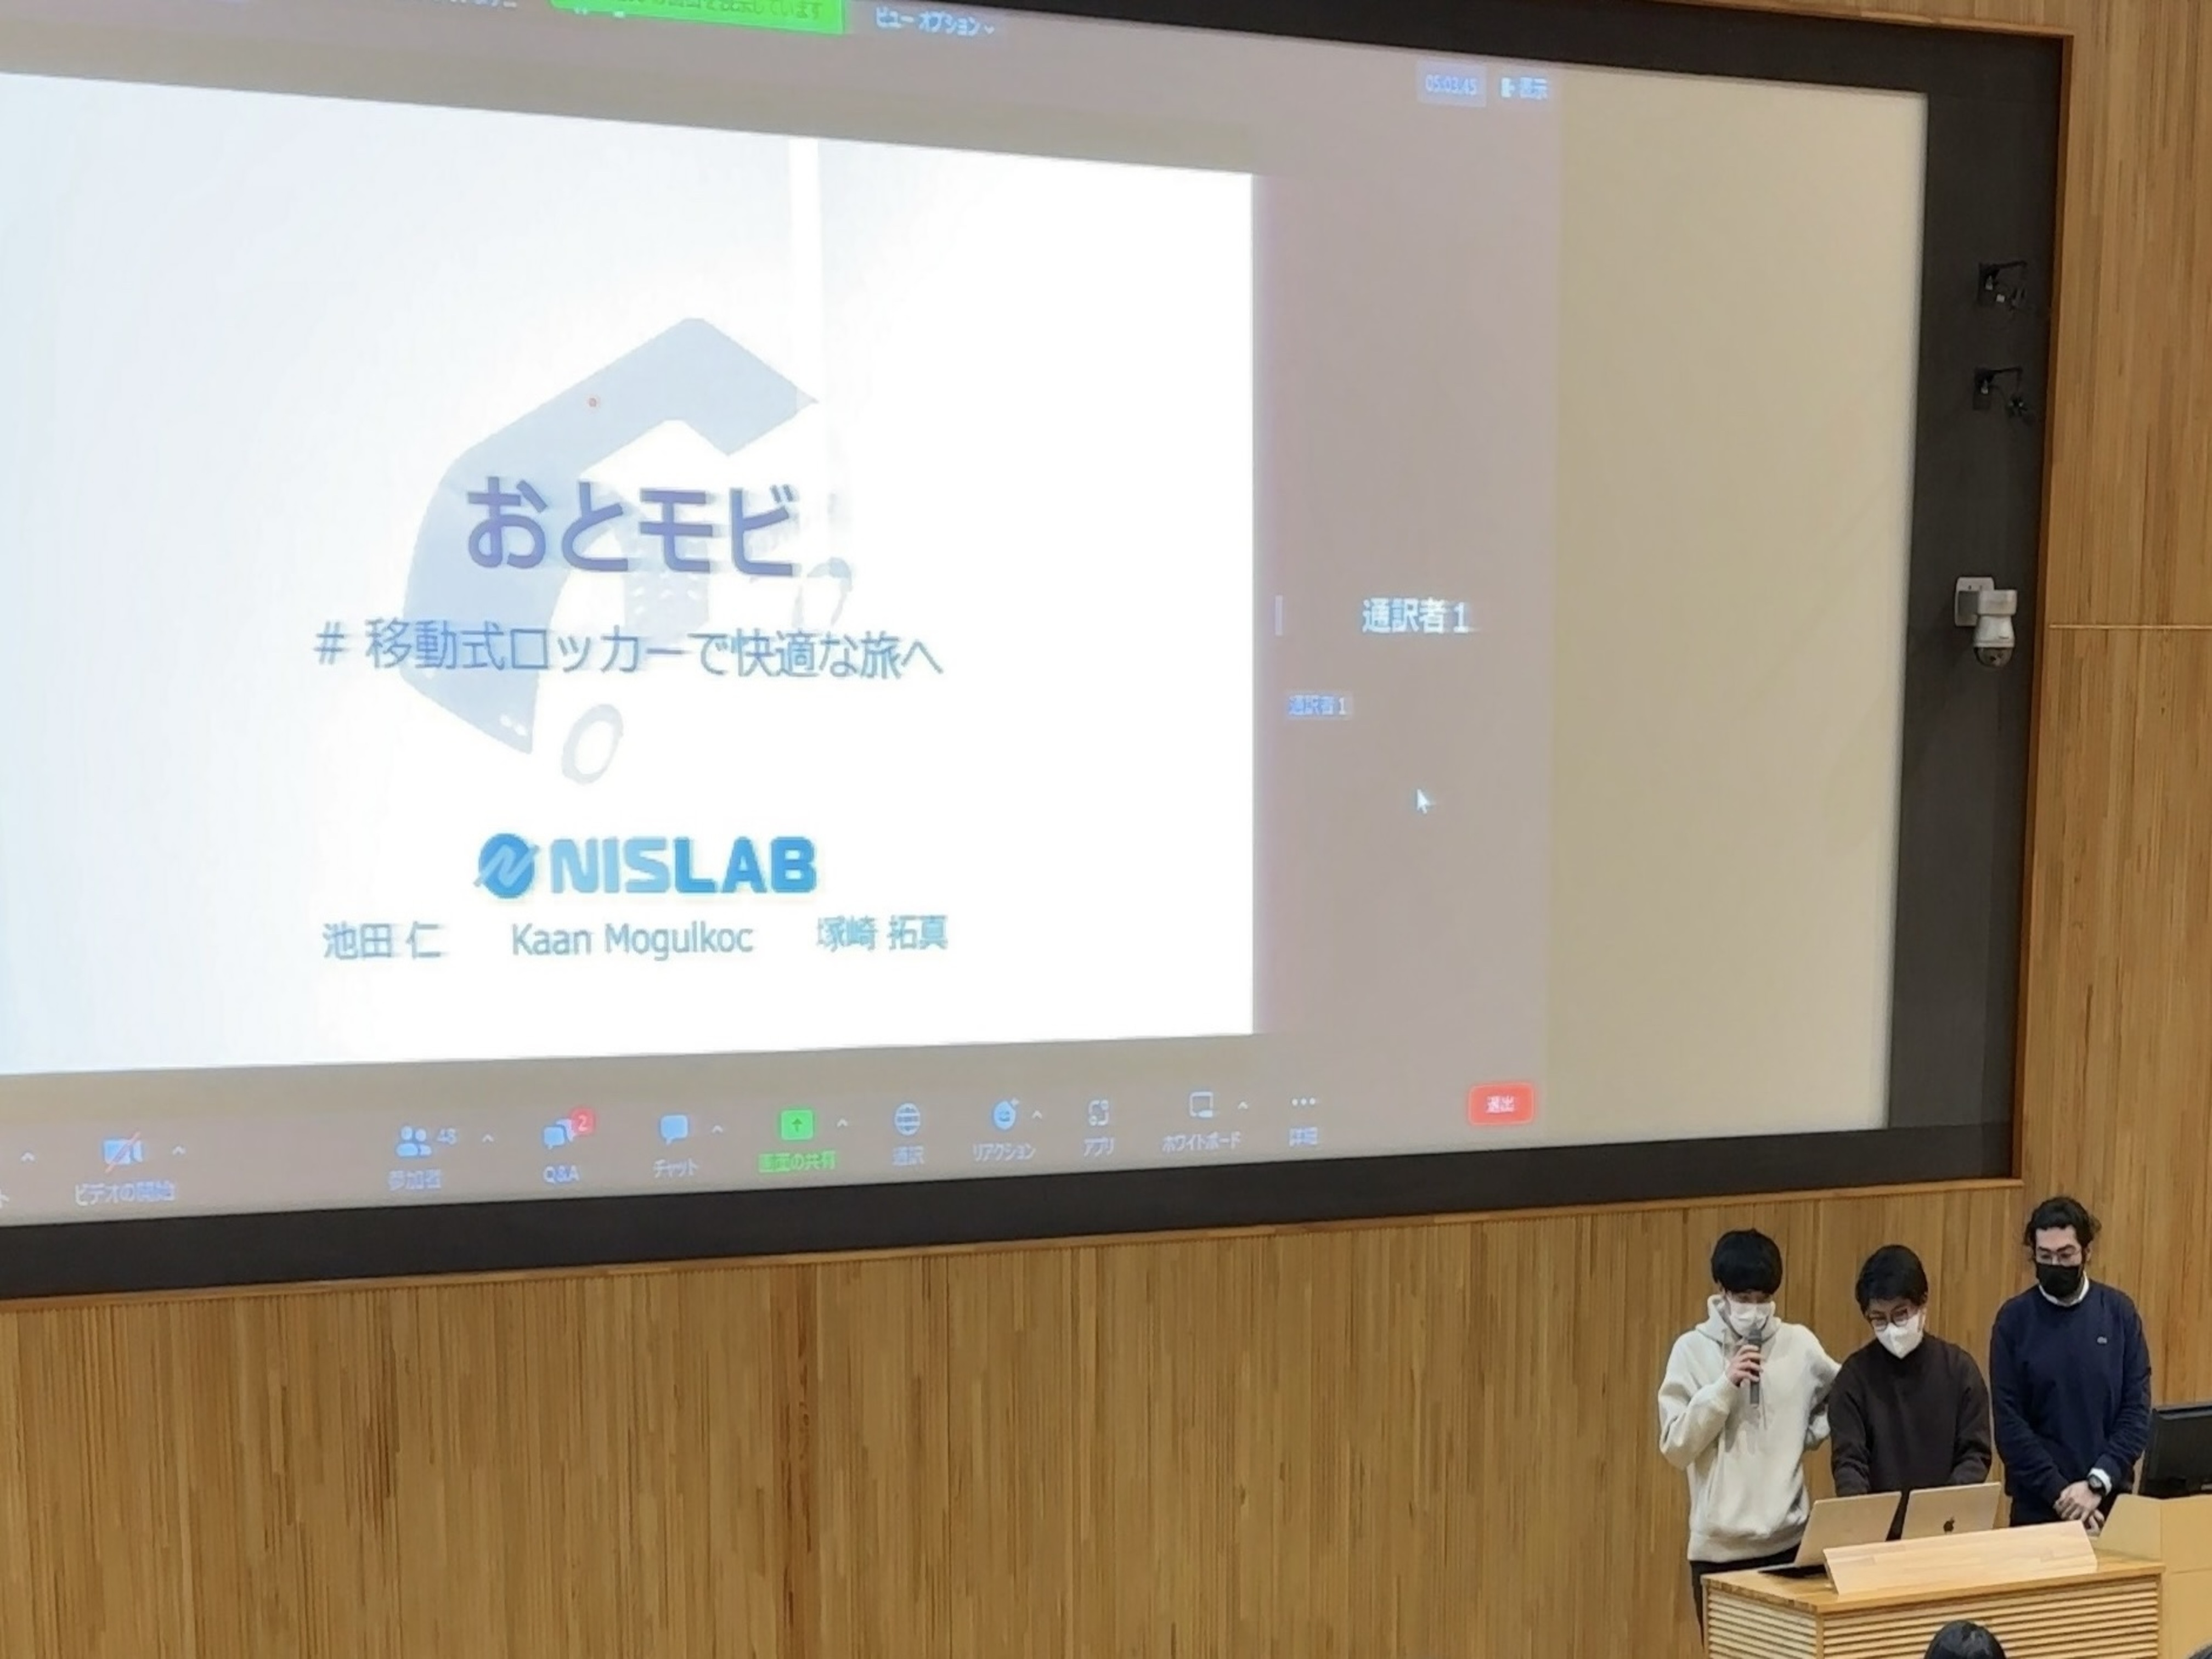 ビュー オプション
05:03:45 表示
おとモビ
# 移動式ロッカーで快適な旅へ
通訳者 1
通訳者 1
NISLAB
池田 仁 Kaan Mogulkoc 塚崎 拓真
ビデオの開始 参加者 48 Q&A 2 チャット 画面の共有 通訳 リアクション アプリ ホワイトボード 詳細 退出